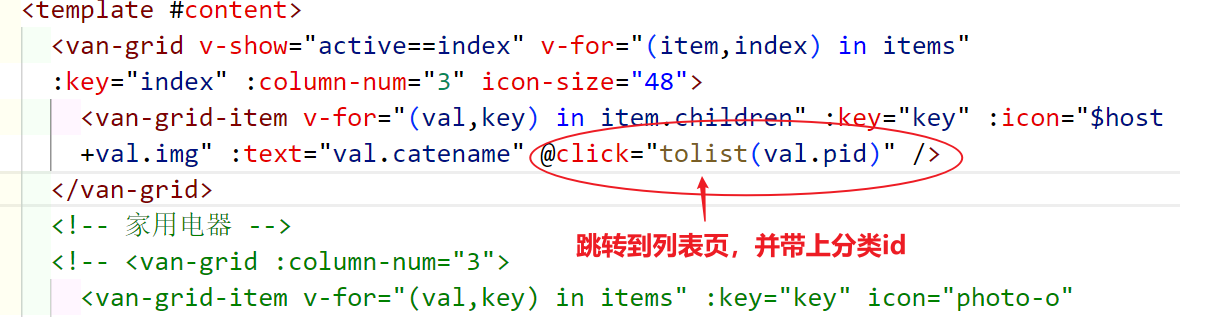 <template #content>
<van-grid v-show="active==index" v-for="(item,index) in items"
:key="index" :column-num="3" icon-size="48">
<van-grid-item v-for="(val,key) in item.children" :key="key" :icon="$host
+val.img" :text="val.catename" @click="tolist(val.pid)" />
</van-grid>
<!-- 家用电器 -->
跳转到列表页，并带上分类id
<!-- <van-grid :column-num="3">
<van-grid-item v-for="(val,key) in items" :key="key" icon="photo-o"